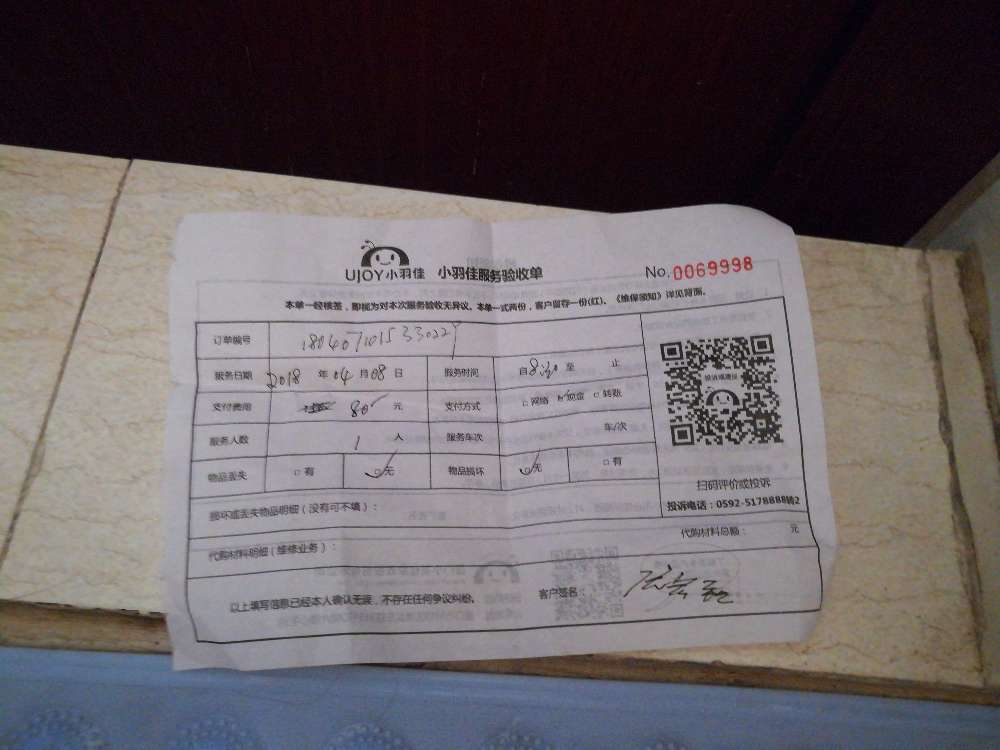 UJOY小羽佳 小羽佳服务验收单 No. 0069998
本单一经核签，即视为对本次服务验收无异议。本单一式两份，客户留存一份(红)。《维保须知》详见背面。
订单编号
服务日期 2018 年 04 月 08 日 服务时间 自 8:30 至 止
支付费用 80 元 支付方式 □网络 □现金 □转账
服务人数 1 人 服务车次 车/次
物品丢失 □有 □无 物品损坏 □无 □有
扫码评价或投诉
投诉电话：0592-5178888转2
损坏或丢失物品明细（没有可不填）：
代购材料明细（维修业务）： 代购材料总额： 元
以上填写信息已经本人确认无误，不存在任何争议纠纷。 客户签名：